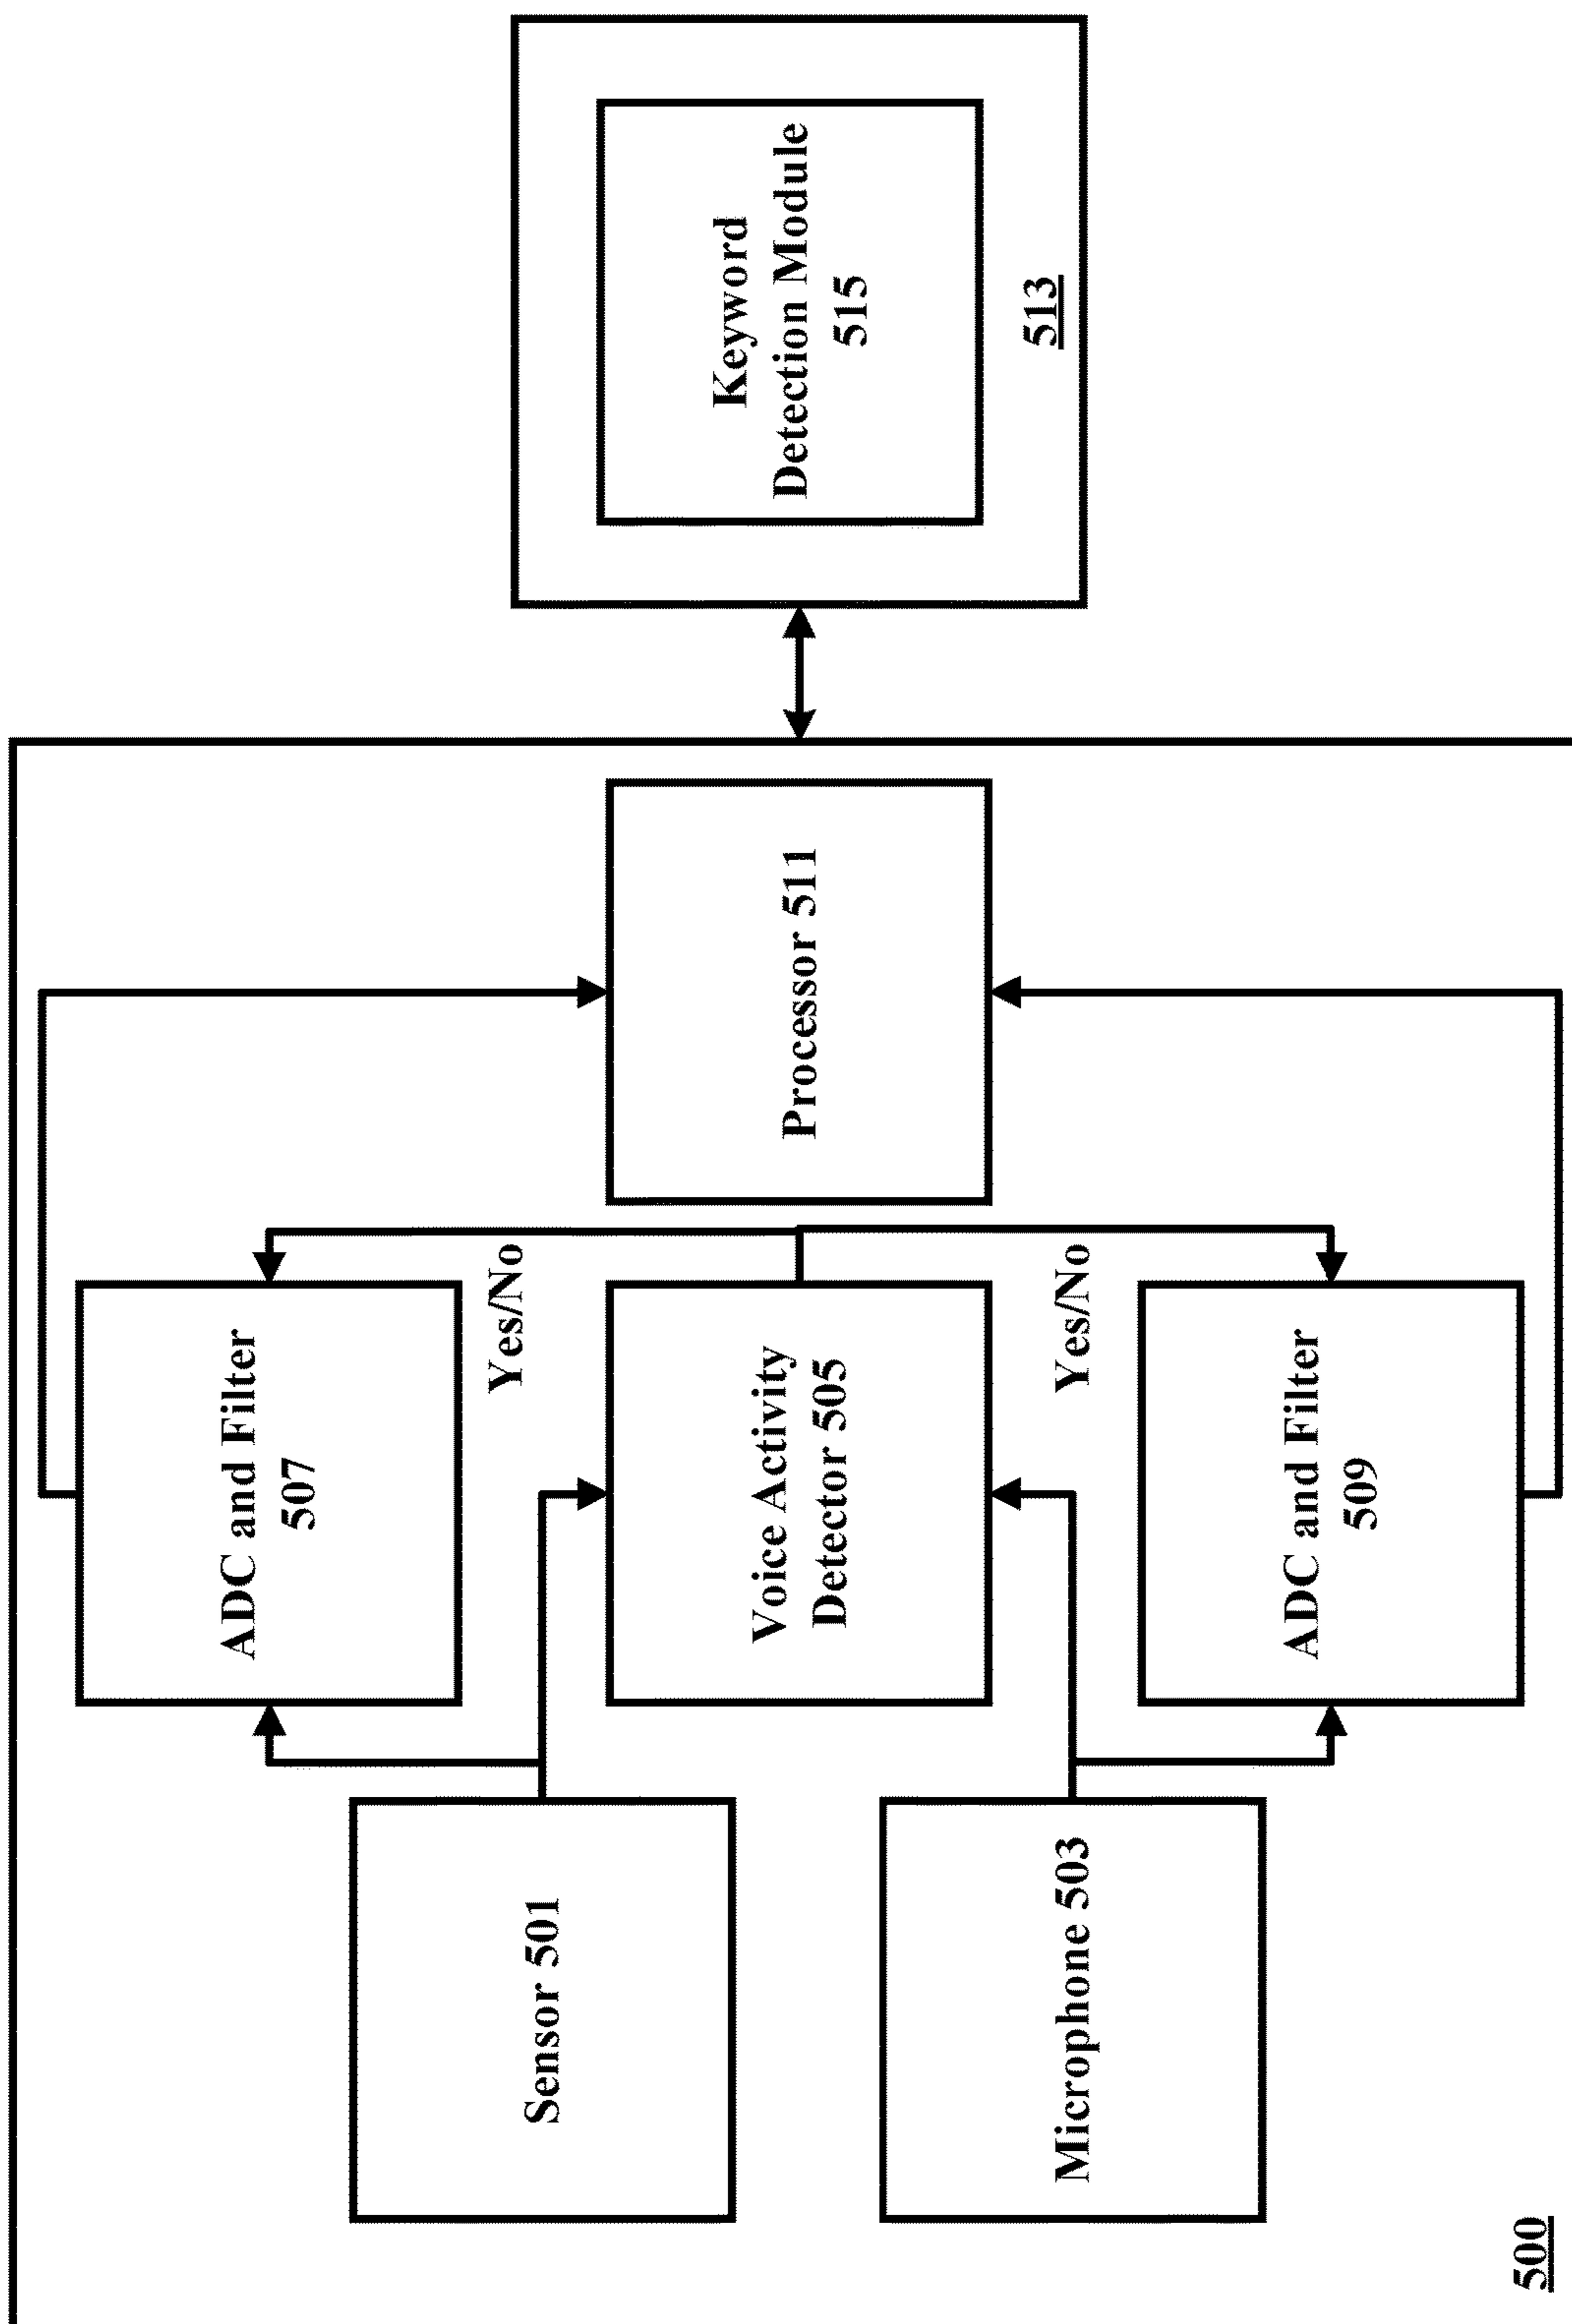 ADC and Filter
507
Yes/No
Sensor 501
Voice Activity
Detector 505
Processor 511
Keyword
Detection Module
515
513
Yes/No
Microphone 503
ADC and Filter
509
500